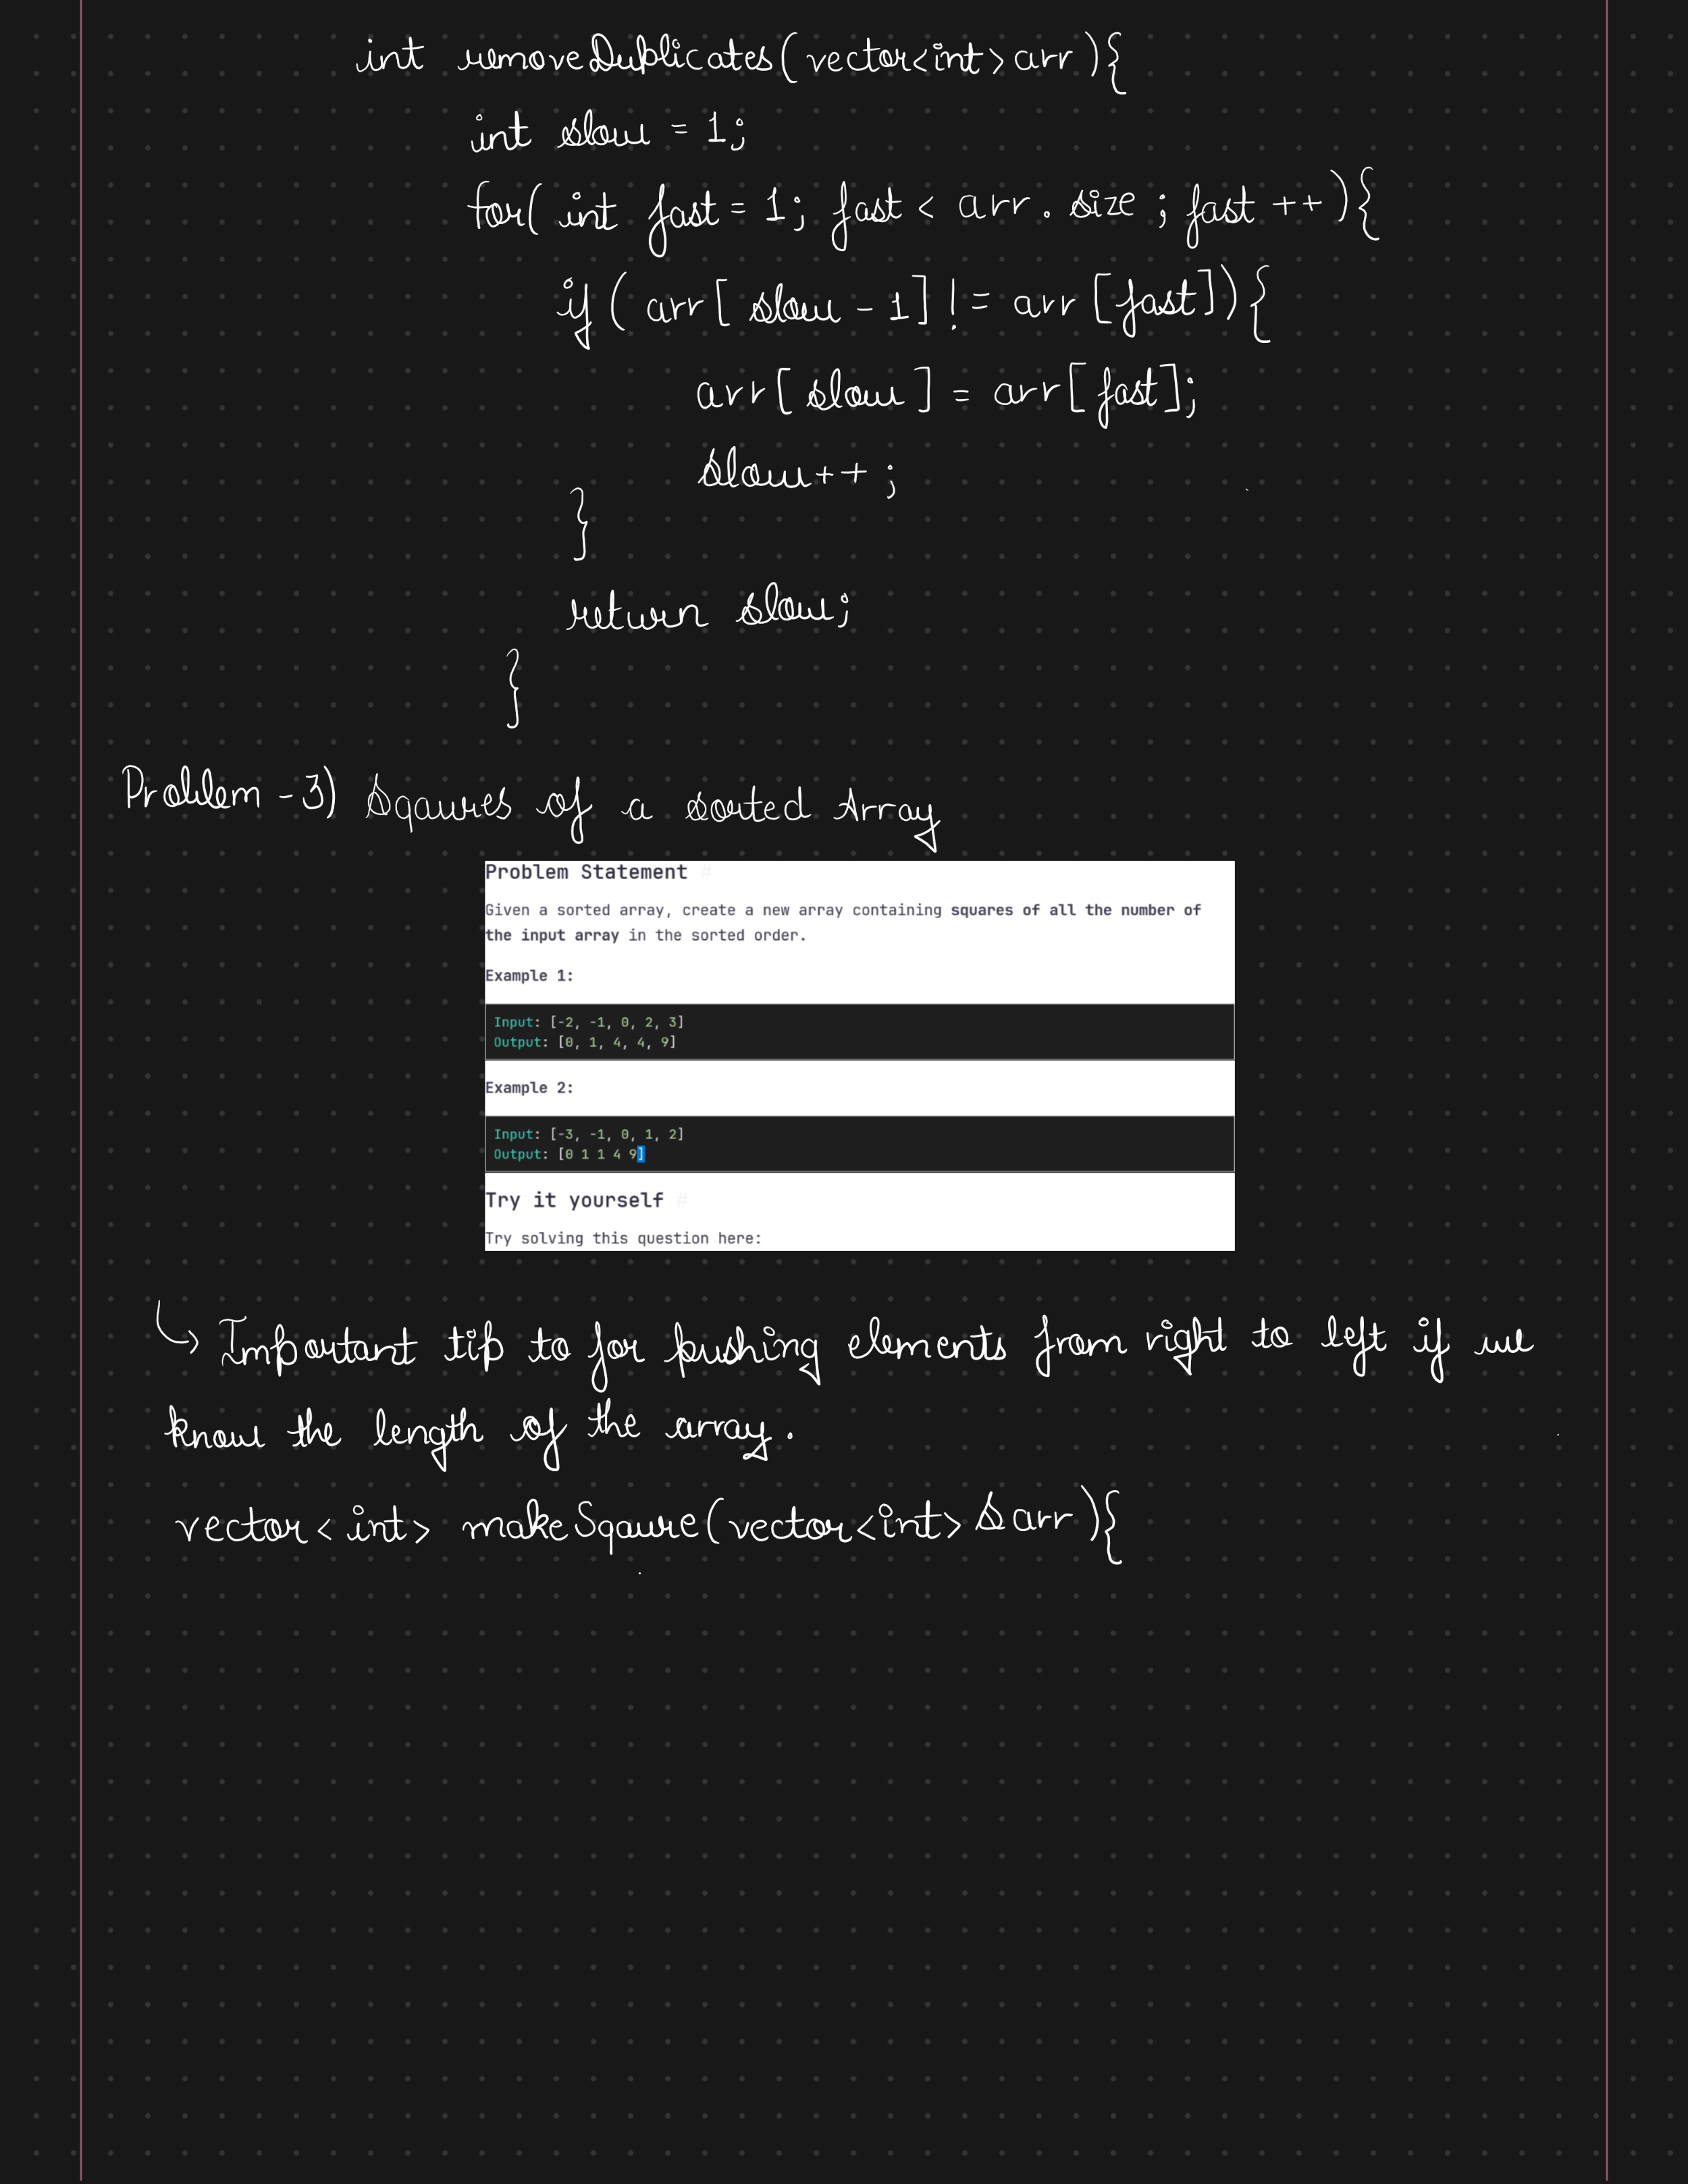 int removeDuplicates(vector<int>arr){
int slow = 1;
for( int fast = 1; fast < arr. size ; fast ++){
if ( arr[ slow - 1] != arr [fast]){
arr[ slow ] = arr[ fast];
slow++ ;
}
return slow;
}
Problem - 3) Sqaures of a sorted Array
Problem Statement #
Given a sorted array, create a new array containing squares of all the number of
the input array in the sorted order.
Example 1:
Input: [-2, -1, 0, 2, 3]
Output: [0, 1, 4, 4, 9]
Example 2:
Input: [-3, -1, 0, 1, 2]
Output: [0 1 1 4 9]
Try it yourself #
Try solving this question here:
↳ Important tip to for pushing elements from right to left if we
know the length of the array.
vector<int> makeSqaure(vector<int> &arr){